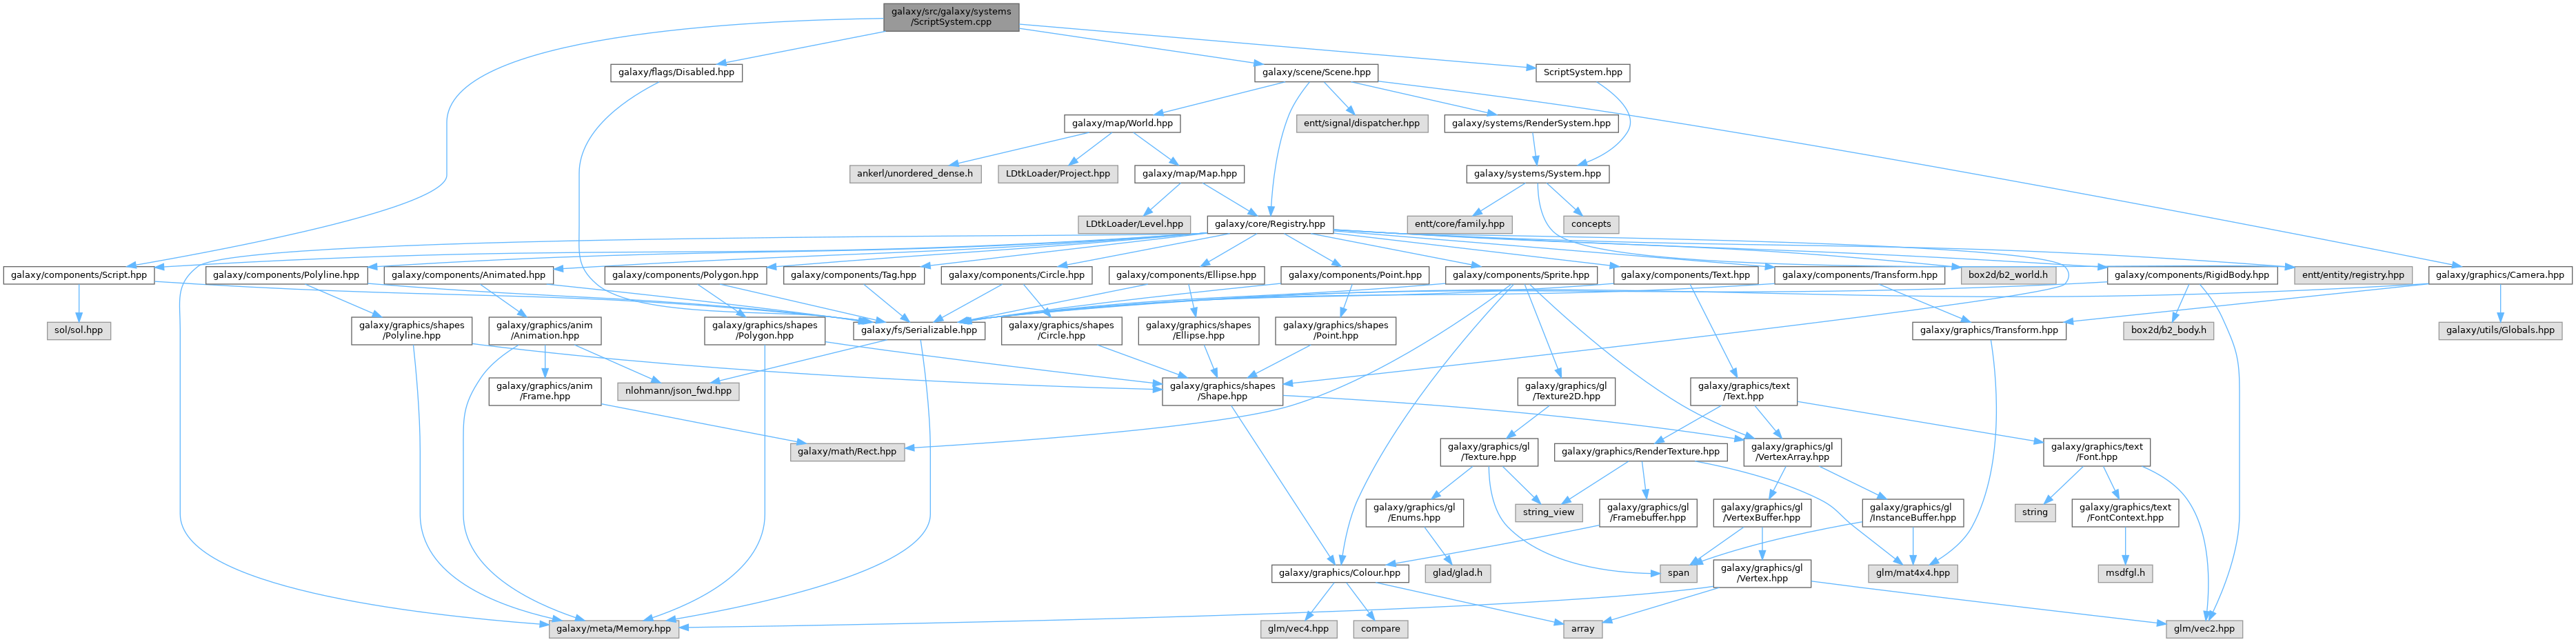 galaxy/src/galaxy/systems
/ScriptSystem.cpp
galaxy/flags/Disabled.hpp
galaxy/scene/Scene.hpp
ScriptSystem.hpp
galaxy/map/World.hpp
entt/signal/dispatcher.hpp
galaxy/systems/RenderSystem.hpp
ankerl/unordered_dense.h
LDtkLoader/Project.hpp
galaxy/map/Map.hpp
galaxy/systems/System.hpp
LDtkLoader/Level.hpp
galaxy/core/Registry.hpp
entt/core/family.hpp
concepts
galaxy/components/Script.hpp
galaxy/components/Polyline.hpp
galaxy/components/Animated.hpp
galaxy/components/Polygon.hpp
galaxy/components/Tag.hpp
galaxy/components/Circle.hpp
galaxy/components/Ellipse.hpp
galaxy/components/Point.hpp
galaxy/components/Sprite.hpp
galaxy/components/Text.hpp
galaxy/components/Transform.hpp
box2d/b2_world.h
galaxy/components/RigidBody.hpp
entt/entity/registry.hpp
galaxy/graphics/Camera.hpp
sol/sol.hpp
galaxy/graphics/shapes
/Polyline.hpp
galaxy/graphics/anim
/Animation.hpp
galaxy/graphics/shapes
/Polygon.hpp
galaxy/fs/Serializable.hpp
galaxy/graphics/shapes
/Circle.hpp
galaxy/graphics/shapes
/Ellipse.hpp
galaxy/graphics/shapes
/Point.hpp
galaxy/graphics/Transform.hpp
box2d/b2_body.h
galaxy/utils/Globals.hpp
galaxy/graphics/anim
/Frame.hpp
nlohmann/json_fwd.hpp
galaxy/graphics/shapes
/Shape.hpp
galaxy/graphics/gl
/Texture2D.hpp
galaxy/graphics/text
/Text.hpp
galaxy/math/Rect.hpp
galaxy/graphics/gl
/Texture.hpp
galaxy/graphics/RenderTexture.hpp
galaxy/graphics/gl
/VertexArray.hpp
galaxy/graphics/text
/Font.hpp
galaxy/graphics/gl
/Enums.hpp
string_view
galaxy/graphics/gl
/Framebuffer.hpp
galaxy/graphics/gl
/VertexBuffer.hpp
galaxy/graphics/gl
/InstanceBuffer.hpp
string
galaxy/graphics/text
/FontContext.hpp
galaxy/graphics/Colour.hpp
glad/glad.h
span
galaxy/graphics/gl
/Vertex.hpp
glm/mat4x4.hpp
msdfgl.h
galaxy/meta/Memory.hpp
glm/vec4.hpp
compare
array
glm/vec2.hpp